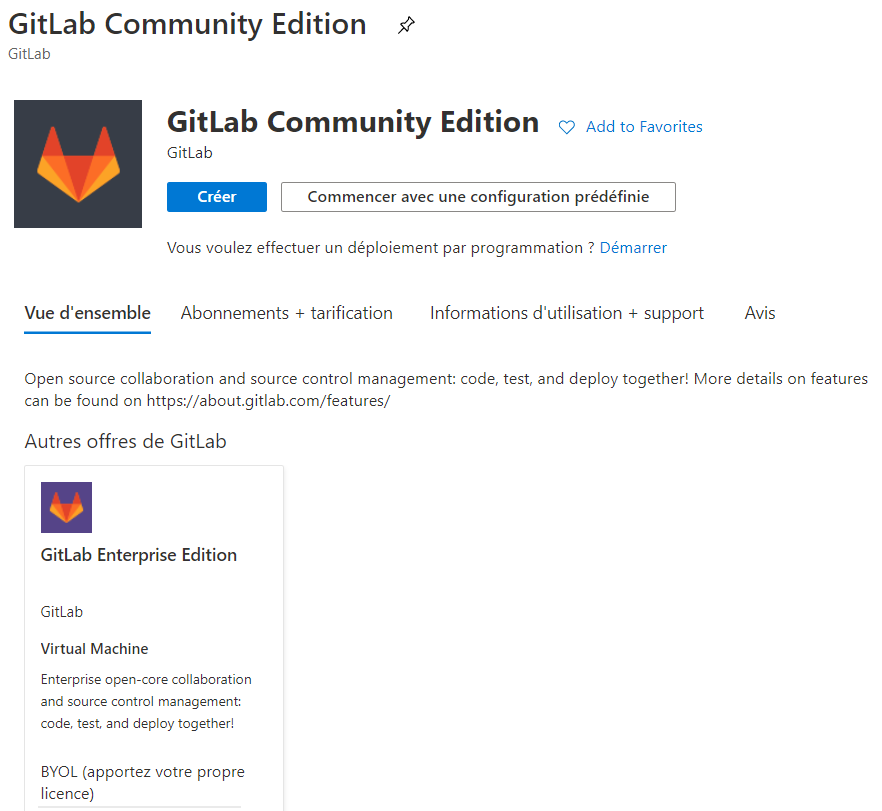 GitLab Community Edition
GitLab
GitLab Community Edition
Add to Favorites
GitLab
Créer
Commencer avec une configuration prédéfinie
Vous voulez effectuer un déploiement par programmation ? Démarrer
Vue d'ensemble
Abonnements + tarification
Informations d'utilisation + support
Avis
Open source collaboration and source control management: code, test, and deploy together! More details on features
can be found on https://about.gitlab.com/features/
Autres offres de GitLab
GitLab Enterprise Edition
GitLab
Virtual Machine
Enterprise open-core collaboration
and source control management:
code, test, and deploy together!
BYOL (apportez votre propre
licence)